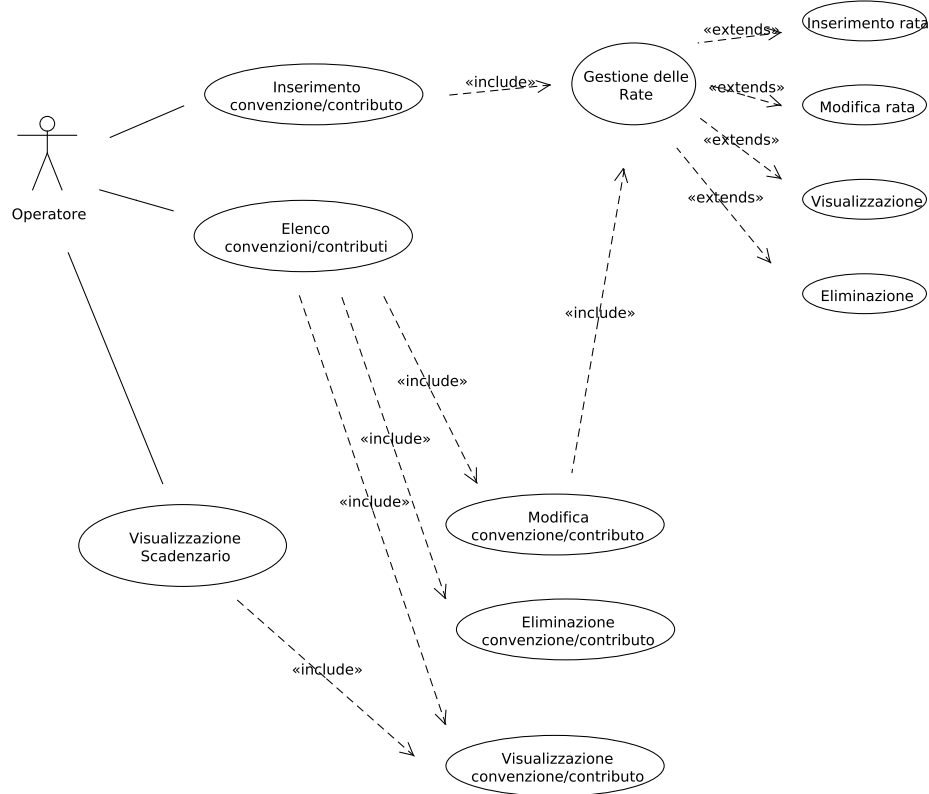 «extends»
Inserimento rata
Inserimento
convenzione/contributo
«include»
Gestione delle
Rate
«extends»
Modifica rata
«extends»
Operatore
Elenco
convenzioni/contributi
«extends»
Visualizzazione
«include»
Eliminazione
«include»
«include»
«include»
Visualizzazione
Scadenzario
Modifica
convenzione/contributo
Eliminazione
convenzione/contributo
«include»
Visualizzazione
convenzione/contributo